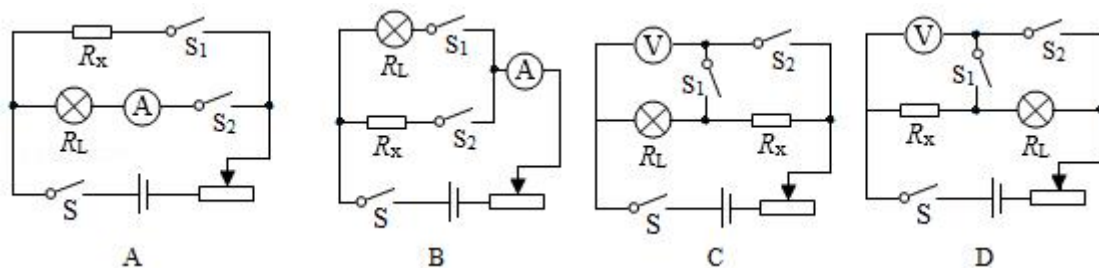 Rx S1
RL A S2
S
A
RL S1
A
Rx S2
S
B
V S2
S1
RL Rx
S
C
V S2
S1
Rx RL
S
D